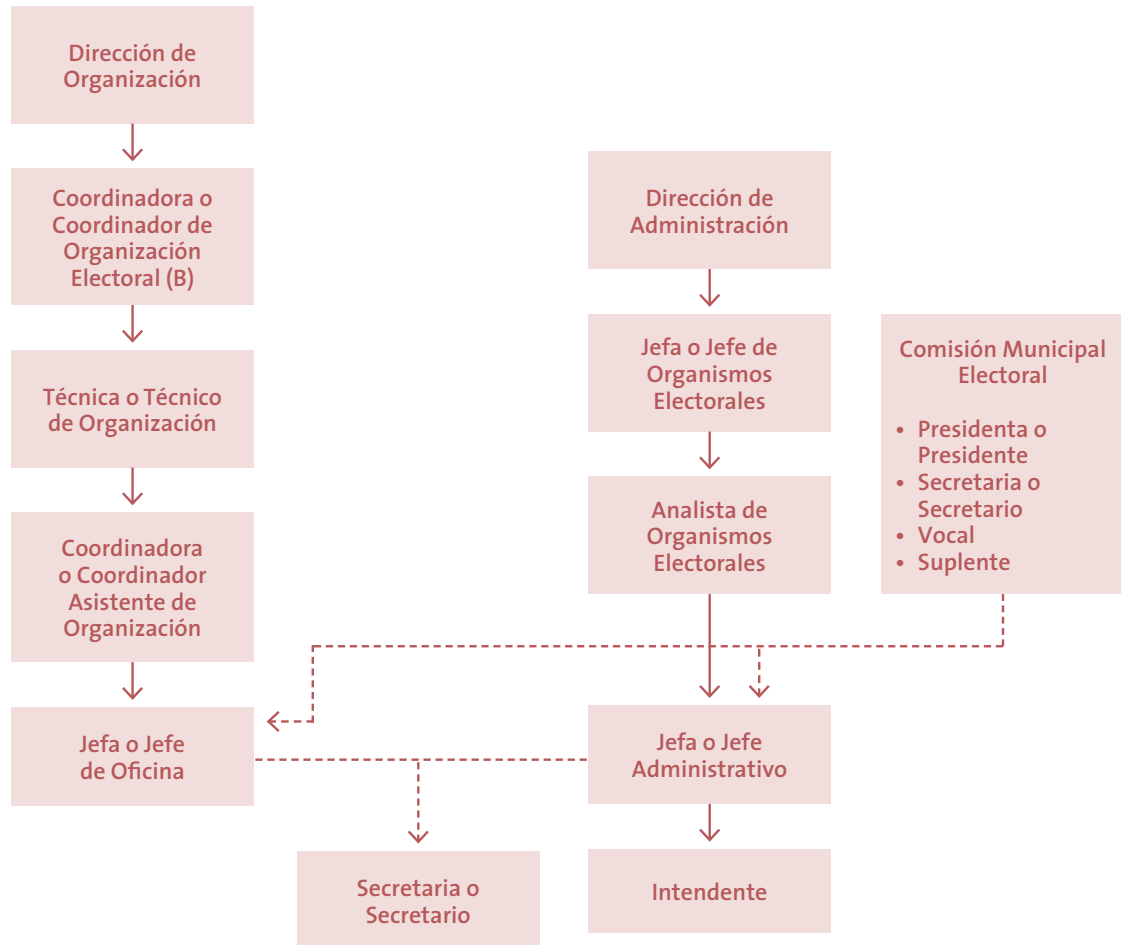 Dirección de
Organización
Coordinadora o
Coordinador de
Organización
Electoral (B)
Técnica o Técnico
de Organización
Coordinadora
o Coordinador
Asistente de
Organización
Jefa o Jefe
de Oficina
Dirección de
Administración
Jefa o Jefe de
Organismos
Electorales
Analista de
Organismos
Electorales
Jefa o Jefe
Administrativo
Intendente
Secretaria o
Secretario
Comisión Municipal
Electoral
• Presidenta o
Presidente
• Secretaria o
Secretario
• Vocal
• Suplente